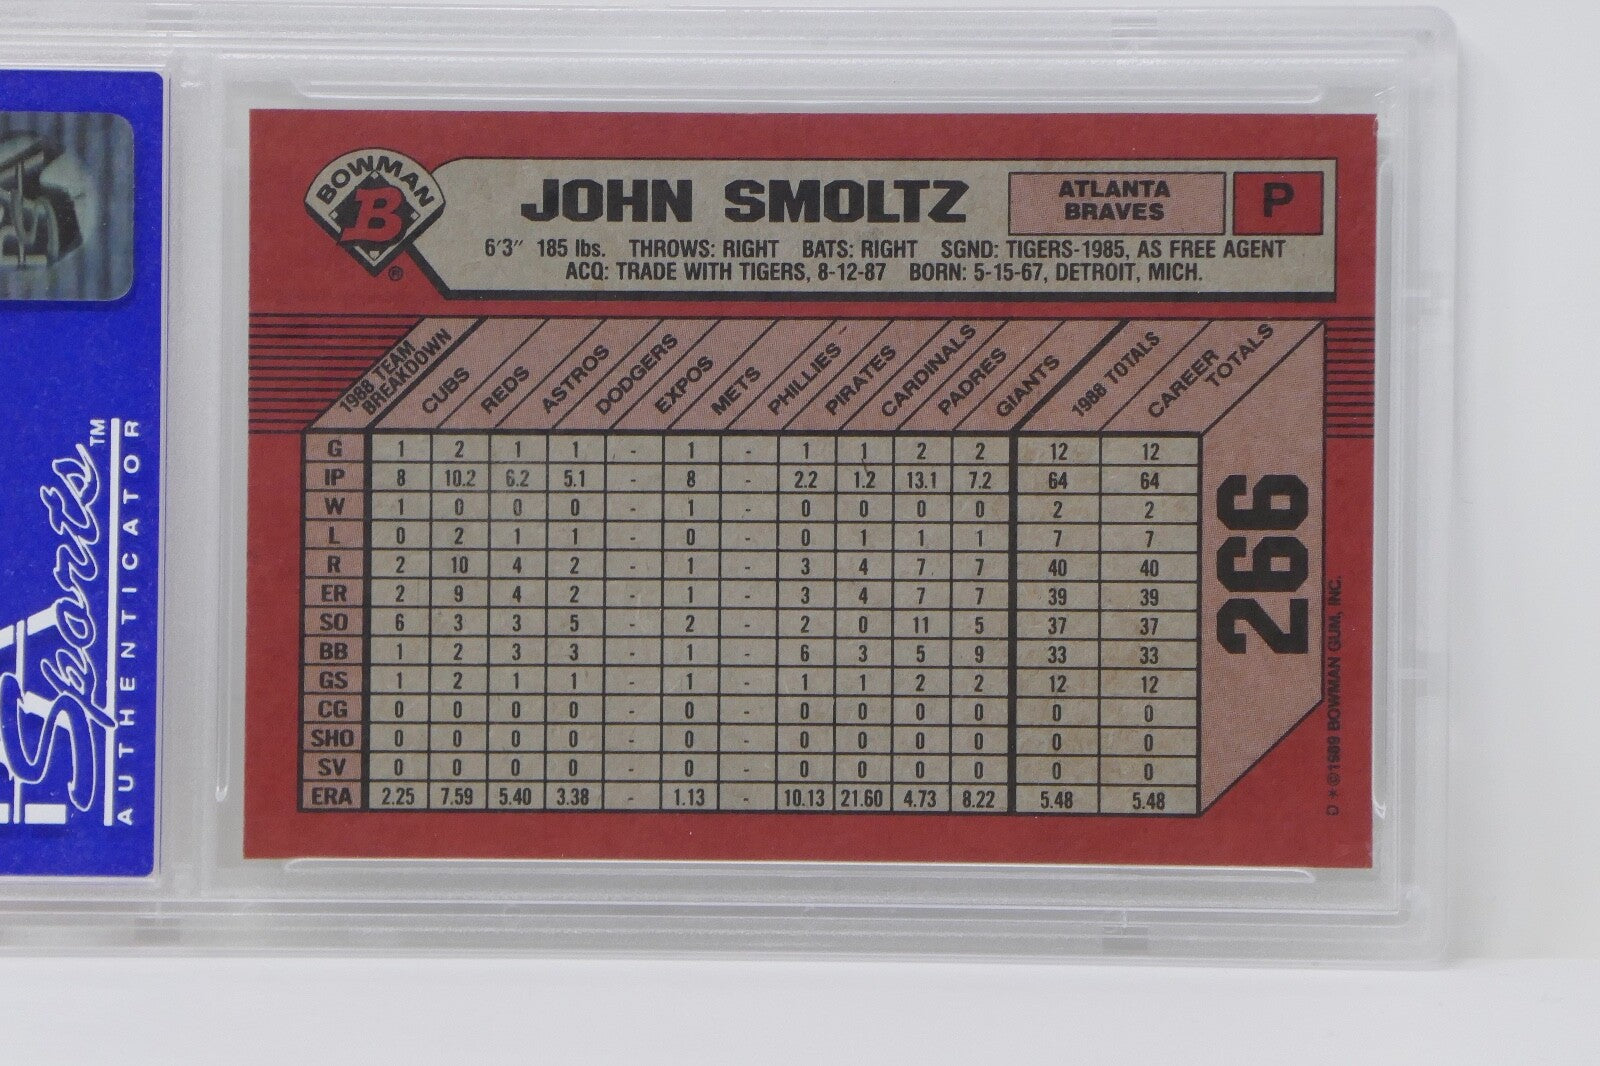 BOWMAN
B
®
JOHN SMOLTZ
ATLANTA
BRAVES
P
6'3" 185 lbs. THROWS: RIGHT BATS: RIGHT SGND: TIGERS-1985, AS FREE AGENT
ACQ: TRADE WITH TIGERS, 8-12-87 BORN: 5-15-67, DETROIT, MICH.
1988 TEAM BREAKDOWN CUBS REDS ASTROS DODGERS EXPOS METS PHILLIES PIRATES CARDINALS PADRES GIANTS 1988 TOTALS CAREER TOTALS
G 1 2 1 1 - 1 - 1 1 2 2 12 12
IP 8 10.2 6.2 5.1 - 8 - 2.2 1.2 13.1 7.2 64 64
W 1 0 0 0 - 1 - 0 0 0 0 2 2
L 0 2 1 1 - 0 - 0 1 1 1 7 7
R 2 10 4 2 - 1 - 3 4 7 7 40 40
ER 2 9 4 2 - 1 - 3 4 7 7 39 39
SO 6 3 3 5 - 2 - 2 0 11 5 37 37
BB 1 2 3 3 - 1 - 6 3 5 9 33 33
GS 1 2 1 1 - 1 - 1 1 2 2 12 12
CG 0 0 0 0 - 0 - 0 0 0 0 0 0
SHO 0 0 0 0 - 0 - 0 0 0 0 0 0
SV 0 0 0 0 - 0 - 0 0 0 0 0 0
ERA 2.25 7.59 5.40 3.38 - 1.13 - 10.13 21.60 4.73 8.22 5.48 5.48
266
D * ©1989 BOWMAN GUM, INC.
PSA
Sports™
AUTHENTICATOR